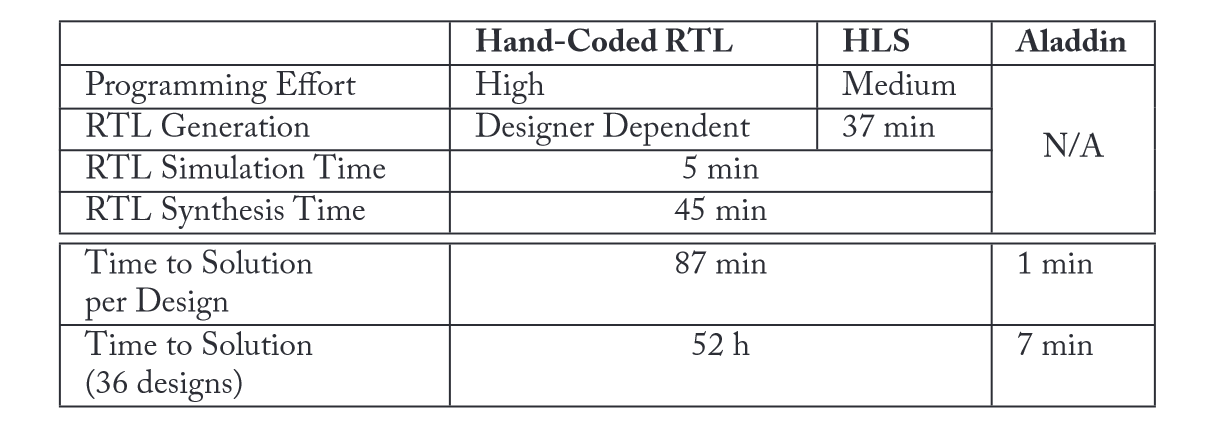 Hand-Coded RTL HLS Aladdin
Programming Effort High Medium
RTL Generation Designer Dependent 37 min
N/A
RTL Simulation Time 5 min
RTL Synthesis Time 45 min
Time to Solution 87 min 1 min
per Design
Time to Solution 52 h 7 min
(36 designs)